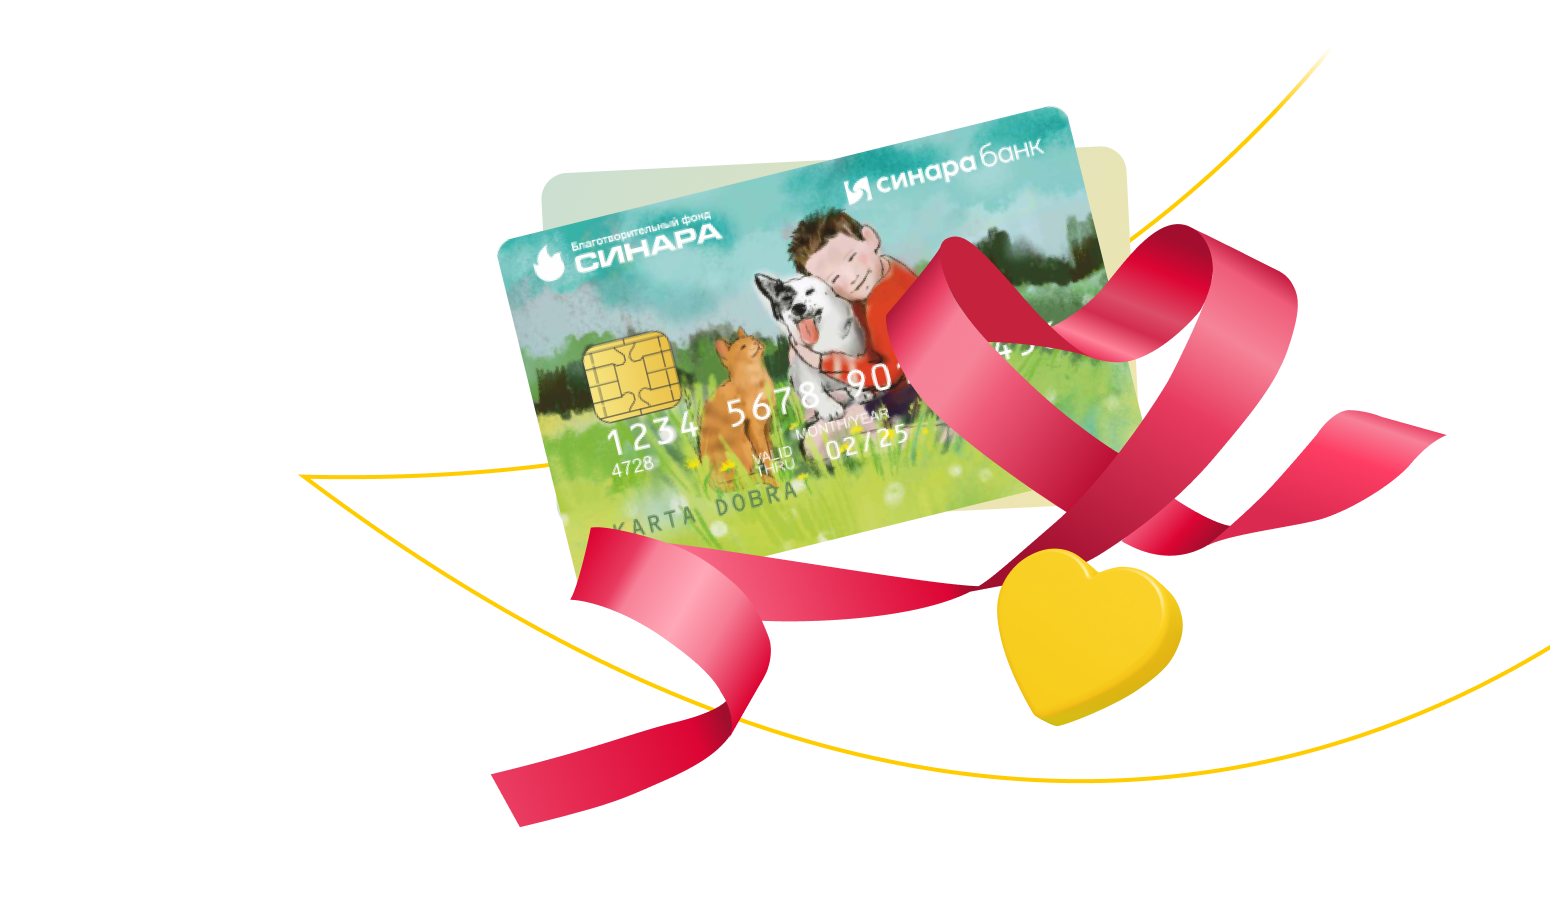 Благотворительный фонд
СИНАРА
синара банк
1234 5678 90
4728
MONTH/YEAR
VALID THRU 02/25
KARTA DOBRA